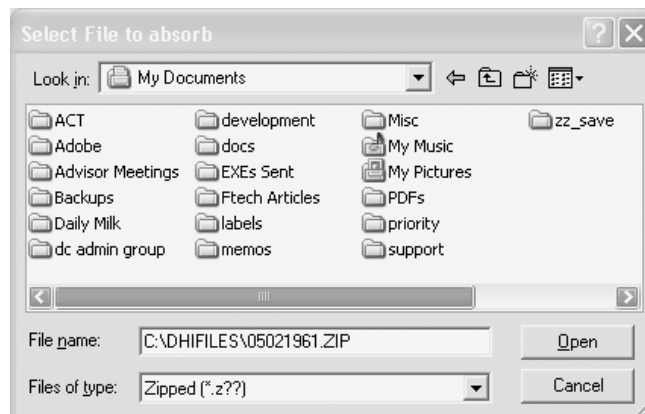 Select File to absorb
Look in: My Documents
ACT development Misc zz_save
Adobe docs My Music
Advisor Meetings EXEs Sent My Pictures
Backups Ftech Articles PDFs
Daily Milk labels priority
dc admin group memos support
File name: C:\DHIFILES\05021961.ZIP Open
Files of type: Zipped (*.z??) Cancel